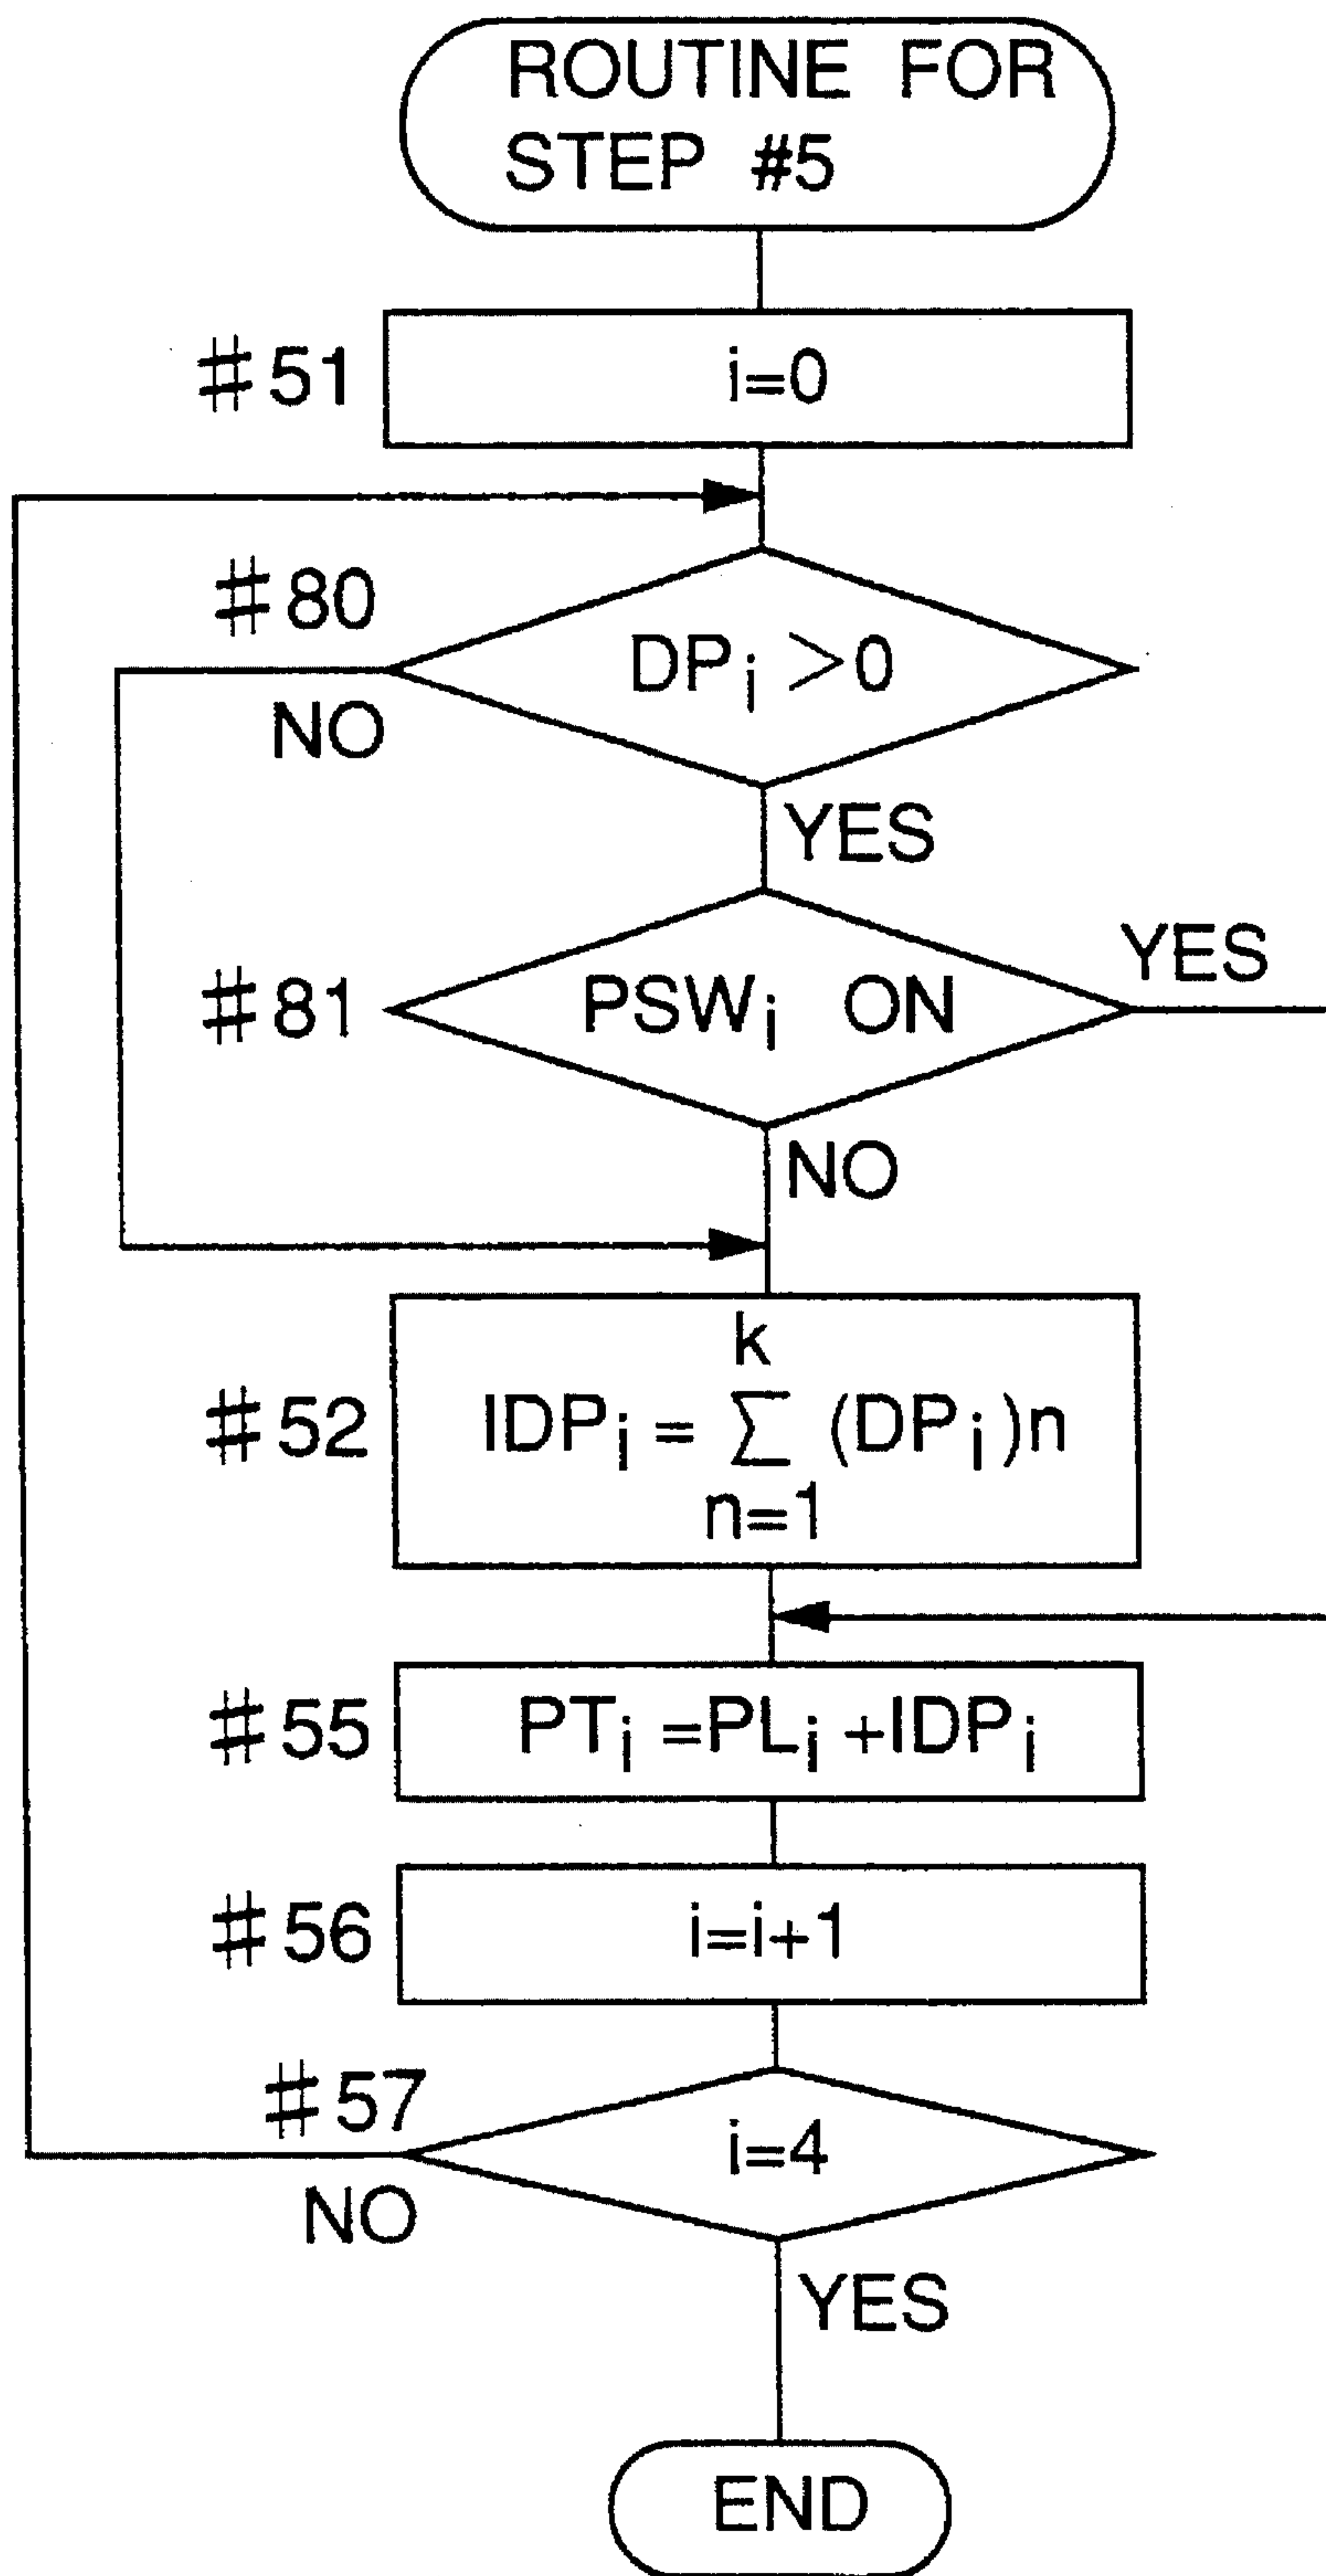 ROUTINE FOR
STEP #5
#51
i=0
#80
DPi >0
NO
YES
#81
PSWi ON
YES
NO
#52
k
IDPi = ∑ (DPi)n
n=1
#55
PTi =PLi +IDPi
#56
i=i+1
#57
i=4
NO
YES
END